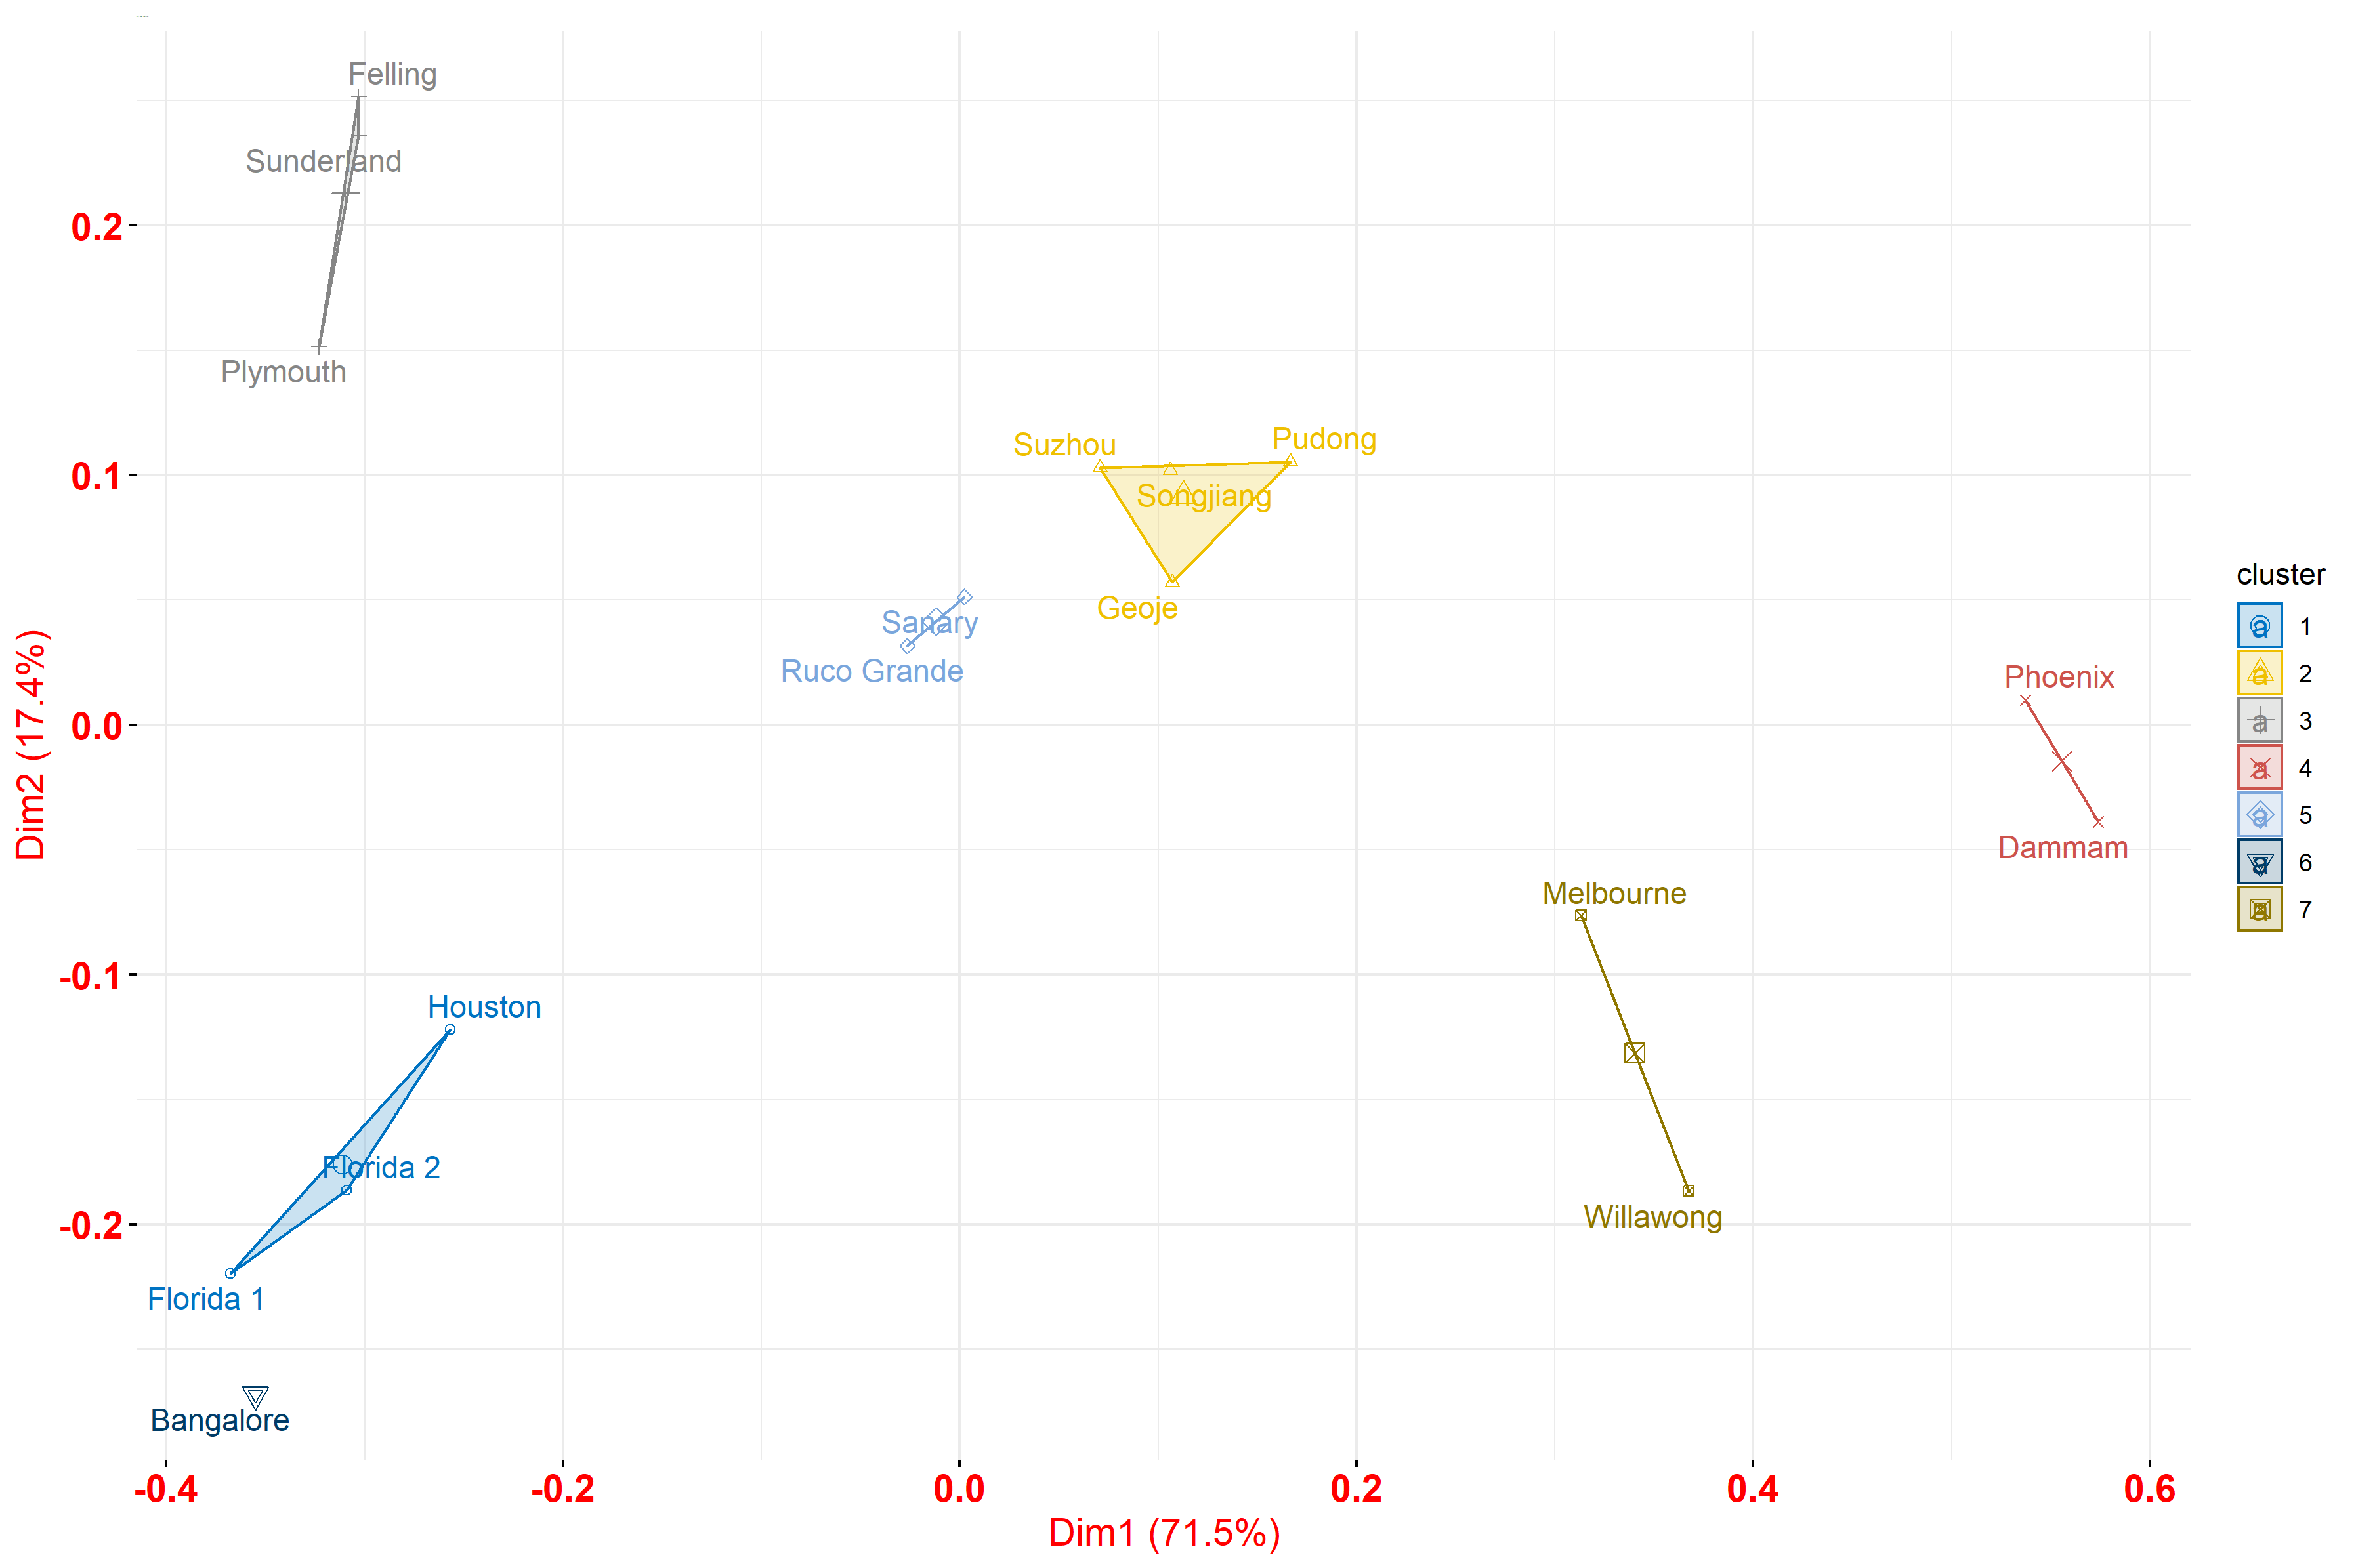 Felling
Sunderland
Plymouth
Suzhou
Pudong
Songjiang
Geoje
Sanary
Ruco Grande
Phoenix
Dammam
Melbourne
Willawong
Houston
Florida 2
Florida 1
Bangalore
0.2
0.1
0.0
-0.1
-0.2
Dim2 (17.4%)
-0.4 -0.2 0.0 0.2 0.4 0.6
Dim1 (71.5%)
cluster
a 1
a 2
a 3
a 4
a 5
a 6
a 7